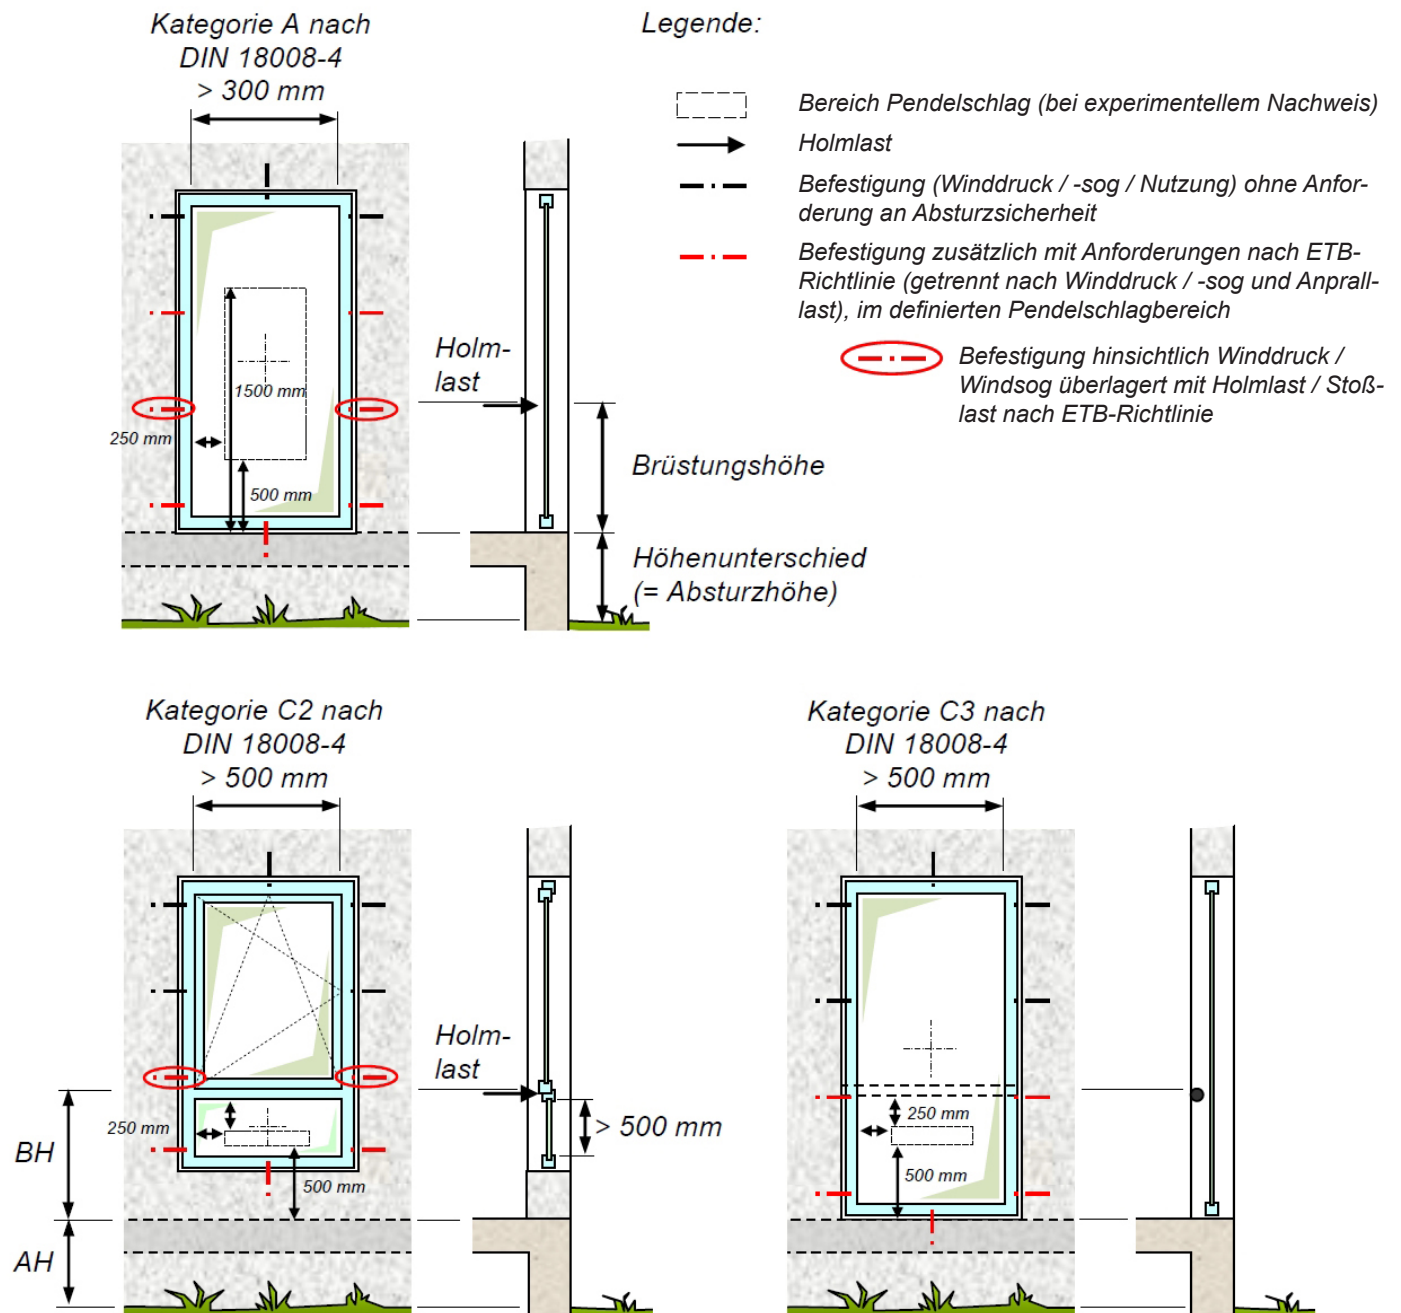 Kategorie A nach
DIN 18008-4
> 300 mm
Legende:
Bereich Pendelschlag (bei experimentellem Nachweis)
Holmlast
Befestigung (Winddruck / -sog / Nutzung) ohne Anfor-
derung an Absturzsicherheit
Befestigung zusätzlich mit Anforderungen nach ETB-
Richtlinie (getrennt nach Winddruck / -sog und Anprall-
last), im definierten Pendelschlagbereich
Befestigung hinsichtlich Winddruck /
Windsog überlagert mit Holmlast / Stoß-
last nach ETB-Richtlinie
1500 mm
250 mm
500 mm
Holm-
last
Brüstungshöhe
Höhenunterschied
(= Absturzhöhe)
Kategorie C2 nach
DIN 18008-4
> 500 mm
250 mm
500 mm
BH
AH
Holm-
last
> 500 mm
Kategorie C3 nach
DIN 18008-4
> 500 mm
250 mm
500 mm